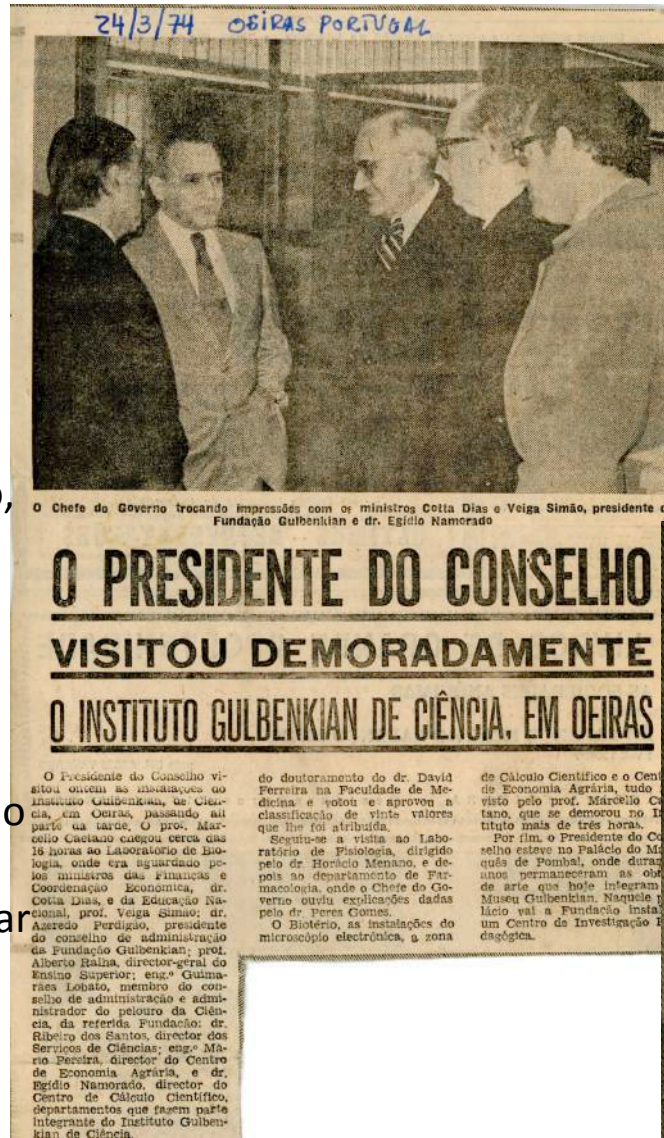 24/3/74 OEIRAS PORTUGAL
O Chefe do Governo trocando impressões com os ministros Cotta Dias e Veiga Simão, presidente d
Fundação Gulbenkian e dr. Egídio Namorado
O PRESIDENTE DO CONSELHO
VISITOU DEMORADAMENTE
O INSTITUTO GULBENKIAN DE CIÊNCIA, EM OEIRAS
O Presidente do Conselho vi-
sitou ontem as instalações do
Instituto Gulbenkian, de Ciên-
cia, em Oeiras, passando ali
parte da tarde. O prof. Mar-
cello Caetano chegou cerca das
16 horas ao Laboratório de Bio-
logia, onde era aguardado pe-
los ministros das Finanças e
Coordenação Económica, dr.
Cotta Dias, e da Educação Na-
cional, prof. Veiga Simão; dr.
Azeredo Perdigão, presidente
do conselho de administração
da Fundação Gulbenkian; prof.
Alberto Ralha, director-geral do
Ensino Superior; eng.º Guima-
rães Lobato, membro do con-
selho de administração e admi-
nistrador do pelouro da Ciên-
cia, da referida Fundação; dr.
Ribeiro dos Santos, director dos
Serviços de Ciências; eng.º Má-
rio Pereira, director do Centro
de Economia Agrária, e dr.
Egídio Namorado, director do
Centro de Cálculo Científico,
departamentos que fazem parte
integrante do Instituto Gulben-
kian de Ciência.
do doutoramento do dr. David
Ferreira na Faculdade de Me-
dicina e votou e aprovou a
classificação de vinte valores
que lhe foi atribuída.
Seguiu-se a visita ao Labo-
ratório de Fisiologia, dirigido
pelo dr. Horácio Menano, e de-
pois ao departamento de Far-
macologia, onde o Chefe do Go-
verno ouviu explicações dadas
pelo dr. Peres Gomes.
O Biotério, as instalações do
microscópio electrónica, a zona
de Cálculo Científico e o Cent
de Economia Agrária, tudo
visto pelo prof. Marcello Ca
tano, que se demorou no I
tituto mais de três horas.
Por fim, o Presidente do Co
selho esteve no Palácio do Ma
quês de Pombal, onde duran
anos permaneceram as obr
de arte que hoje integram
Museu Gulbenkian. Naquele p
lácio vai a Fundação instal
um Centro de Investigação P
dagógica.
o,
o
ar